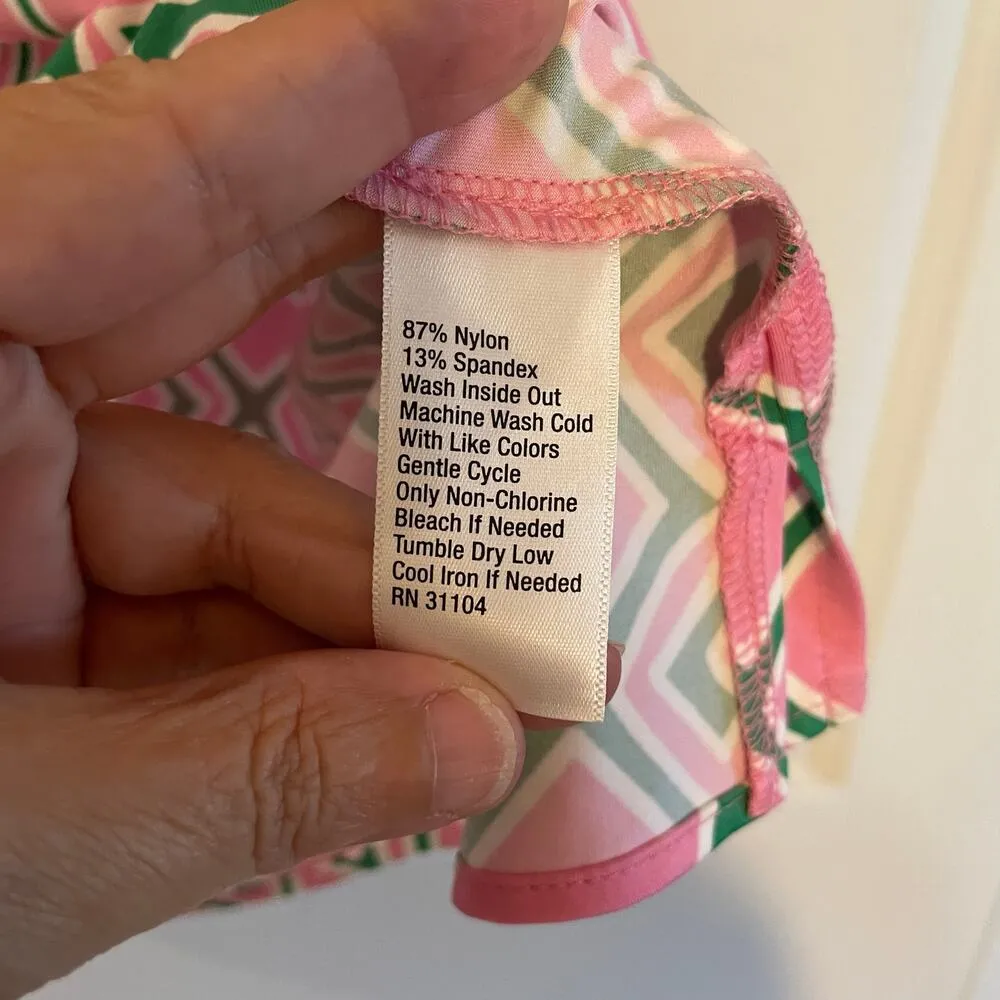 87% Nylon
13% Spandex
Wash Inside Out
Machine Wash Cold
With Like Colors
Gentle Cycle
Only Non-Chlorine
Bleach If Needed
Tumble Dry Low
Cool Iron If Needed
RN 31104